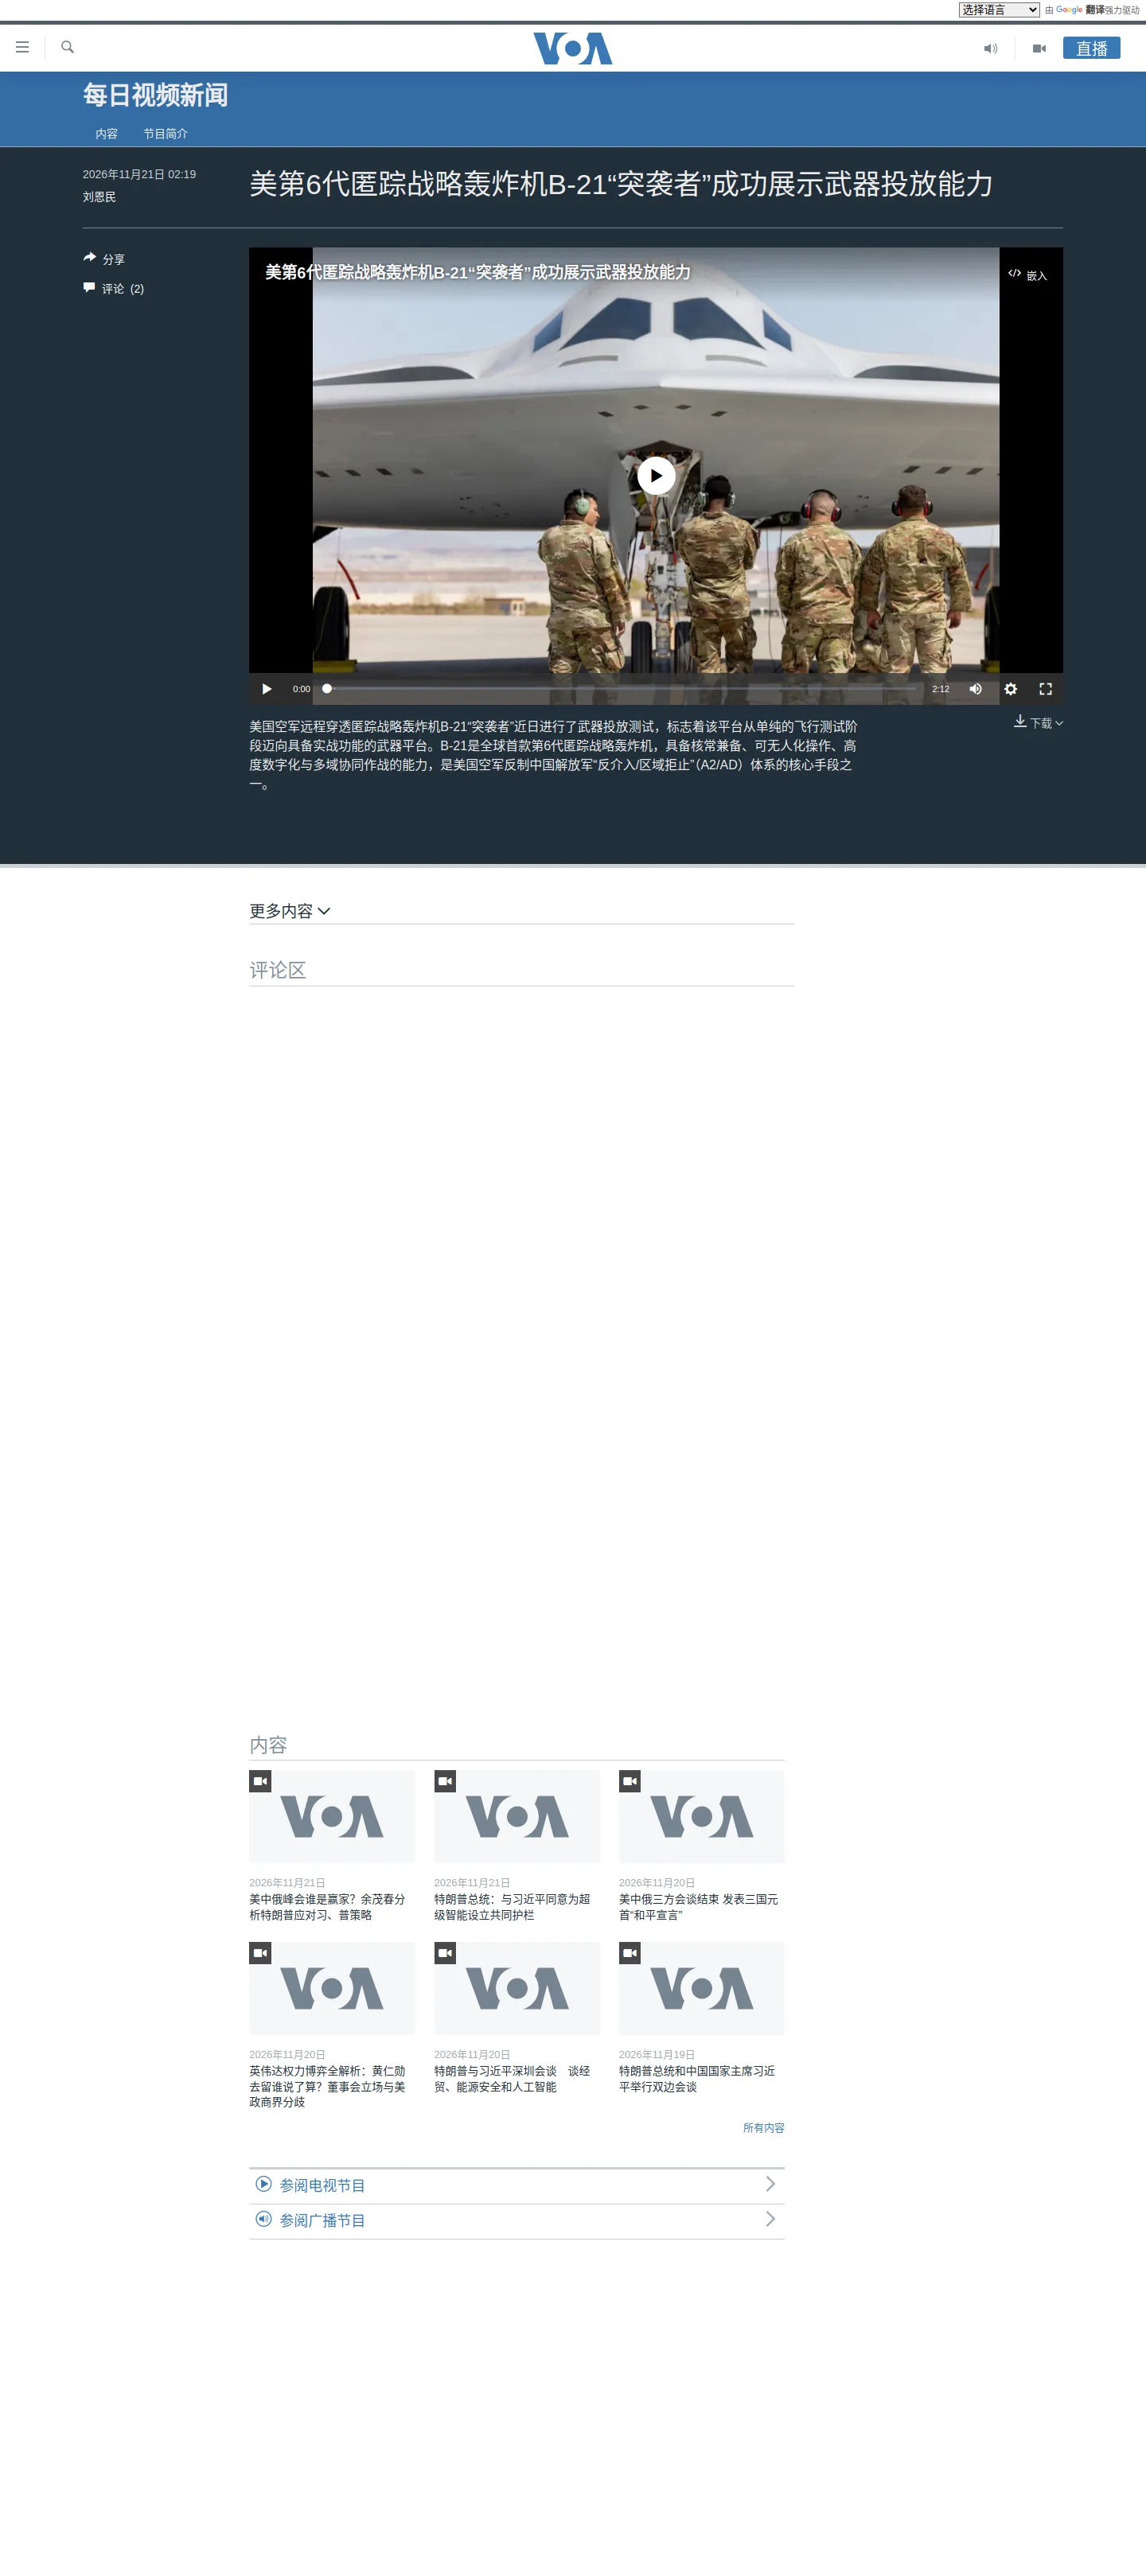 选择语言 由 Google 翻译强力驱动
VOA
直播
每日视频新闻
内容 节目简介
2026年11月21日 02:19
刘恩民
美第6代匿踪战略轰炸机B-21“突袭者”成功展示武器投放能力
分享
评论 (2)
美第6代匿踪战略轰炸机B-21“突袭者”成功展示武器投放能力
嵌入
0:00
2:12
美国空军远程穿透匿踪战略轰炸机B-21“突袭者”近日进行了武器投放测试，标志着该平台从单纯的飞行测试阶
段迈向具备实战功能的武器平台。B-21是全球首款第6代匿踪战略轰炸机，具备核常兼备、可无人化操作、高
度数字化与多域协同作战的能力，是美国空军反制中国解放军“反介入/区域拒止”（A2/AD）体系的核心手段之
一。
下载
更多内容
评论区
内容
VOA
VOA
VOA
2026年11月21日
美中俄峰会谁是赢家？余茂春分
析特朗普应对习、普策略
2026年11月21日
特朗普总统：与习近平同意为超
级智能设立共同护栏
2026年11月20日
美中俄三方会谈结束 发表三国元
首“和平宣言”
VOA
VOA
VOA
2026年11月20日
英伟达权力博弈全解析：黄仁勋
去留谁说了算？董事会立场与美
政商界分歧
2026年11月20日
特朗普与习近平深圳会谈　谈经
贸、能源安全和人工智能
2026年11月19日
特朗普总统和中国国家主席习近
平举行双边会谈
所有内容
参阅电视节目
参阅广播节目